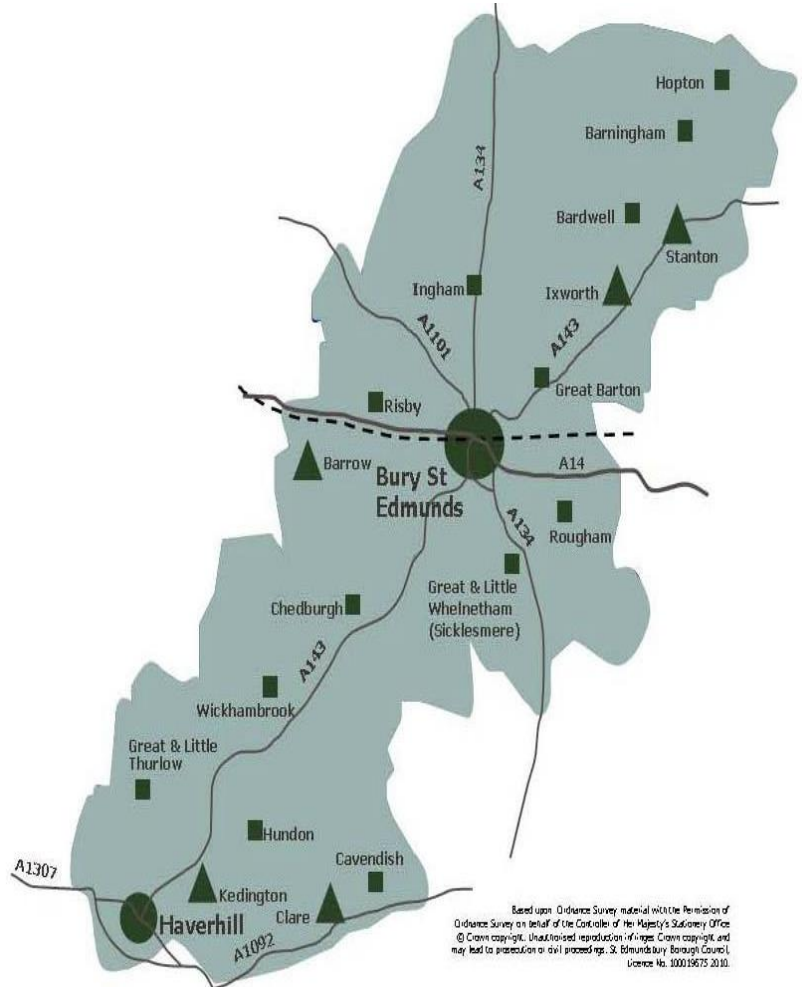 Hopton
Barningham
A134
Bardwell
Stanton
Ingham
Ixworth
A1101
A143
Great Barton
Risby
Barrow
Bury St
Edmunds
A14
A134
Rougham
Great & Little
Whelnetham
(Sicklesmere)
Chedburgh
A143
Wickhambrook
Great & Little
Thurlow
Hundon
Cavendish
A1307
Kedington
Clare
Haverhill
A1092
Based upon Ordnance Survey material with the Permission of
Ordnance Survey on behalf of the Controller of Her Majesty's Stationery Office
© Crown copyright. Unauthorised reproduction infringes Crown copyright and
may lead to prosecution or civil proceedings. St Edmundsbury Borough Council,
Licence No. 100019675 2010.